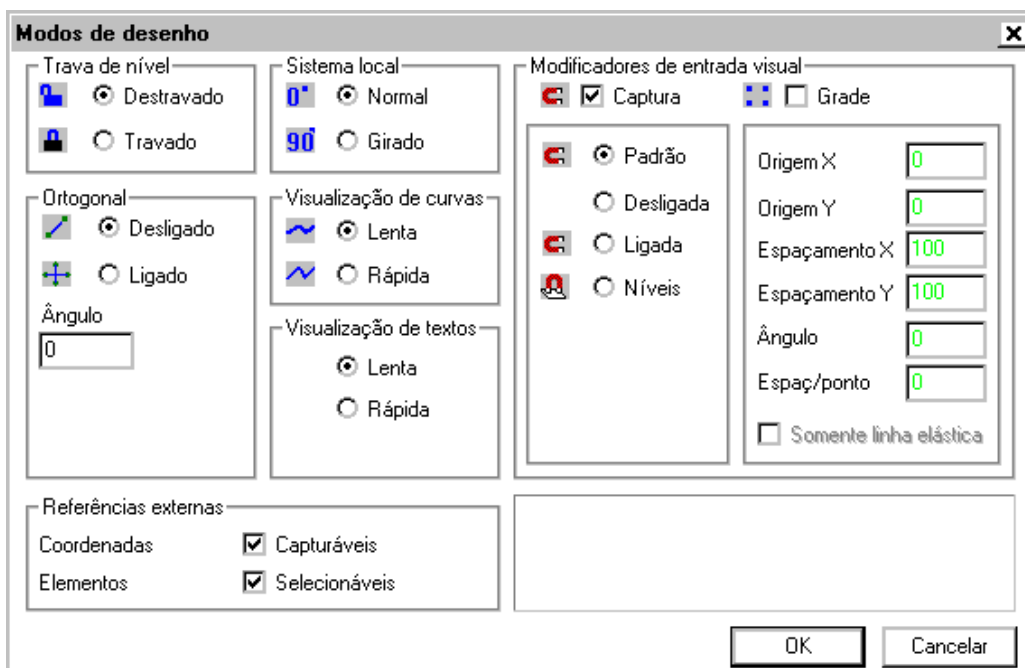 Modos de desenho
Trava de nível
Destravado
Travado
Sistema local
0° Normal
90° Girado
Modificadores de entrada visual
Captura
Grade
Padrão
Desligada
Ligada
Níveis
Origem X 0
Origem Y 0
Espaçamento X 100
Espaçamento Y 100
Ângulo 0
Espaç/ponto 0
Somente linha elástica
Ortogonal
Desligado
Ligado
Ângulo
0
Visualização de curvas
Lenta
Rápida
Visualização de textos
Lenta
Rápida
Referências externas
Coordenadas Capturáveis
Elementos Selecionáveis
OK
Cancelar